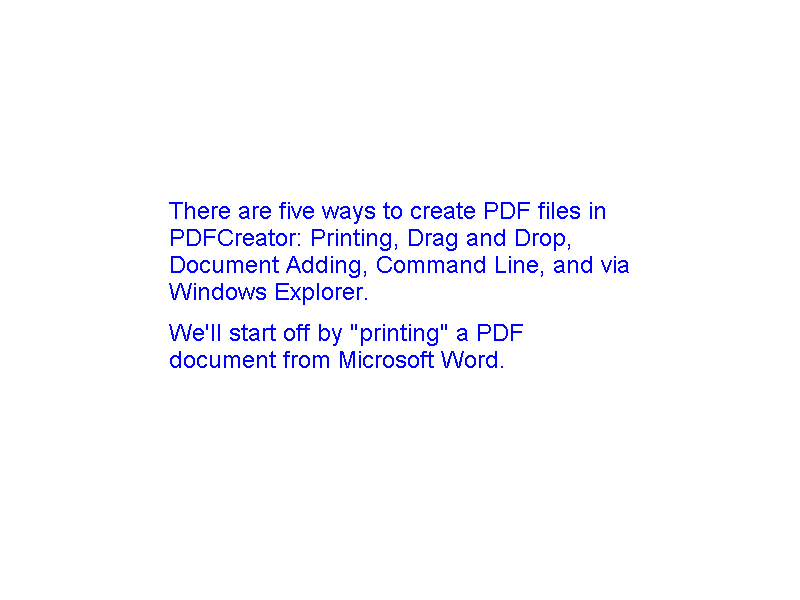 There are five ways to create PDF files in
PDFCreator: Printing, Drag and Drop,
Document Adding, Command Line, and via
Windows Explorer.
We'll start off by "printing" a PDF
document from Microsoft Word.